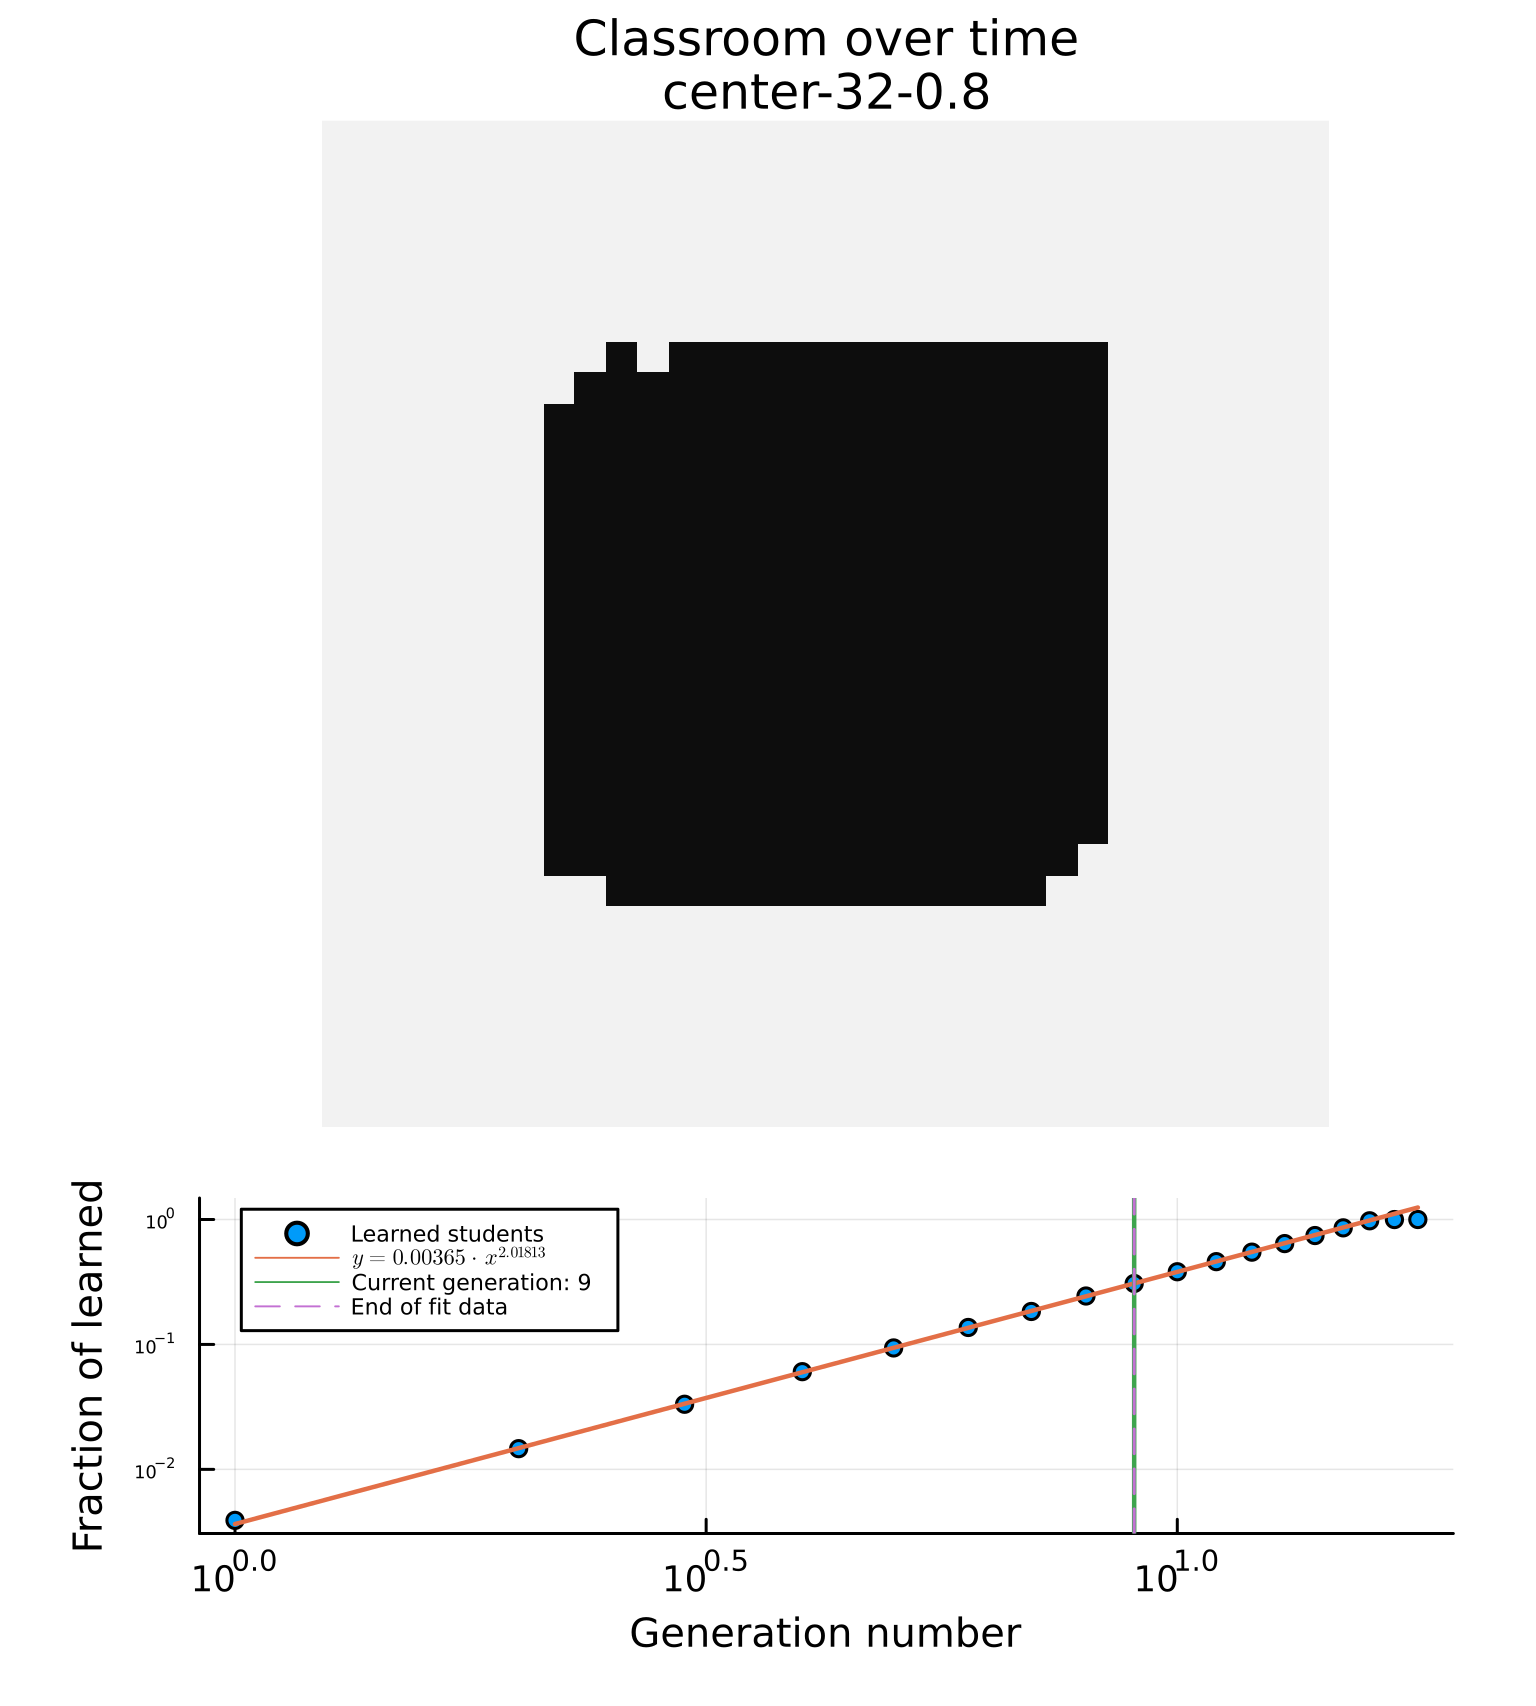 Classroom over time
center-32-0.8
Fraction of learned
10^0
10^-1
10^-2
Learned students
y = 0.00365 · x^2.01813
Current generation: 9
End of fit data
10^0.0
10^0.5
10^1.0
Generation number